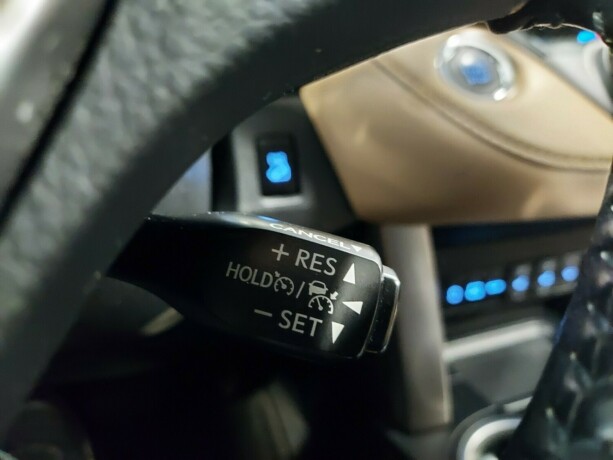 CANCEL
+ RES
HOLD /
- SET